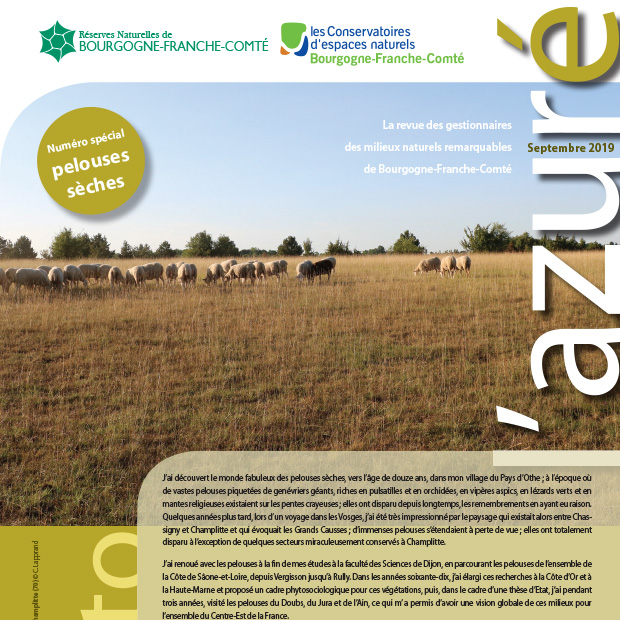 Réserves Naturelles de
BOURGOGNE-FRANCHE-COMTÉ
les Conservatoires
d'espaces naturels
Bourgogne-Franche-Comté
Numéro spécial
pelouses
sèches
La revue des gestionnaires
des milieux naturels remarquables
de Bourgogne-Franche-Comté
Septembre 2019
'azuré
J'ai découvert le monde fabuleux des pelouses sèches, vers l'âge de douze ans, dans mon village du Pays d'Othe ; à l'époque où
de vastes pelouses piquetées de genévriers géants, riches en pulsatilles et en orchidées, en vipères aspics, en lézards verts et en
mantes religieuses existaient sur les pentes crayeuses ; elles ont disparu depuis longtemps, les remembrements en ayant eu raison.
Quelques années plus tard, lors d'un voyage dans les Vosges, j'ai été très impressionné par le paysage qui existait alors entre Chas-
signy et Champlitte et qui évoquait les Grands Causses ; d'immenses pelouses s'étendaient à perte de vue ; elles ont totalement
disparu à l'exception de quelques secteurs miraculeusement conservés à Champlitte.
J'ai renoué avec les pelouses à la fin de mes études à la faculté des Sciences de Dijon, en parcourant les pelouses de l'ensemble de
la Côte de Saône-et-Loire, depuis Vergisson jusqu'à Rully. Dans les années soixante-dix, j'ai élargi ces recherches à la Côte d'Or et à
la Haute-Marne et proposé un cadre phytosociologique pour ces végétations, puis, dans le cadre d'une thèse d'Etat, j'ai pendant
trois années, visité les pelouses du Doubs, du Jura et de l'Ain, ce qui m'a permis d'avoir une vision globale de ces milieux pour
l'ensemble du Centre-Est de la France.
to
hamplitte (70) © C. Lapprand